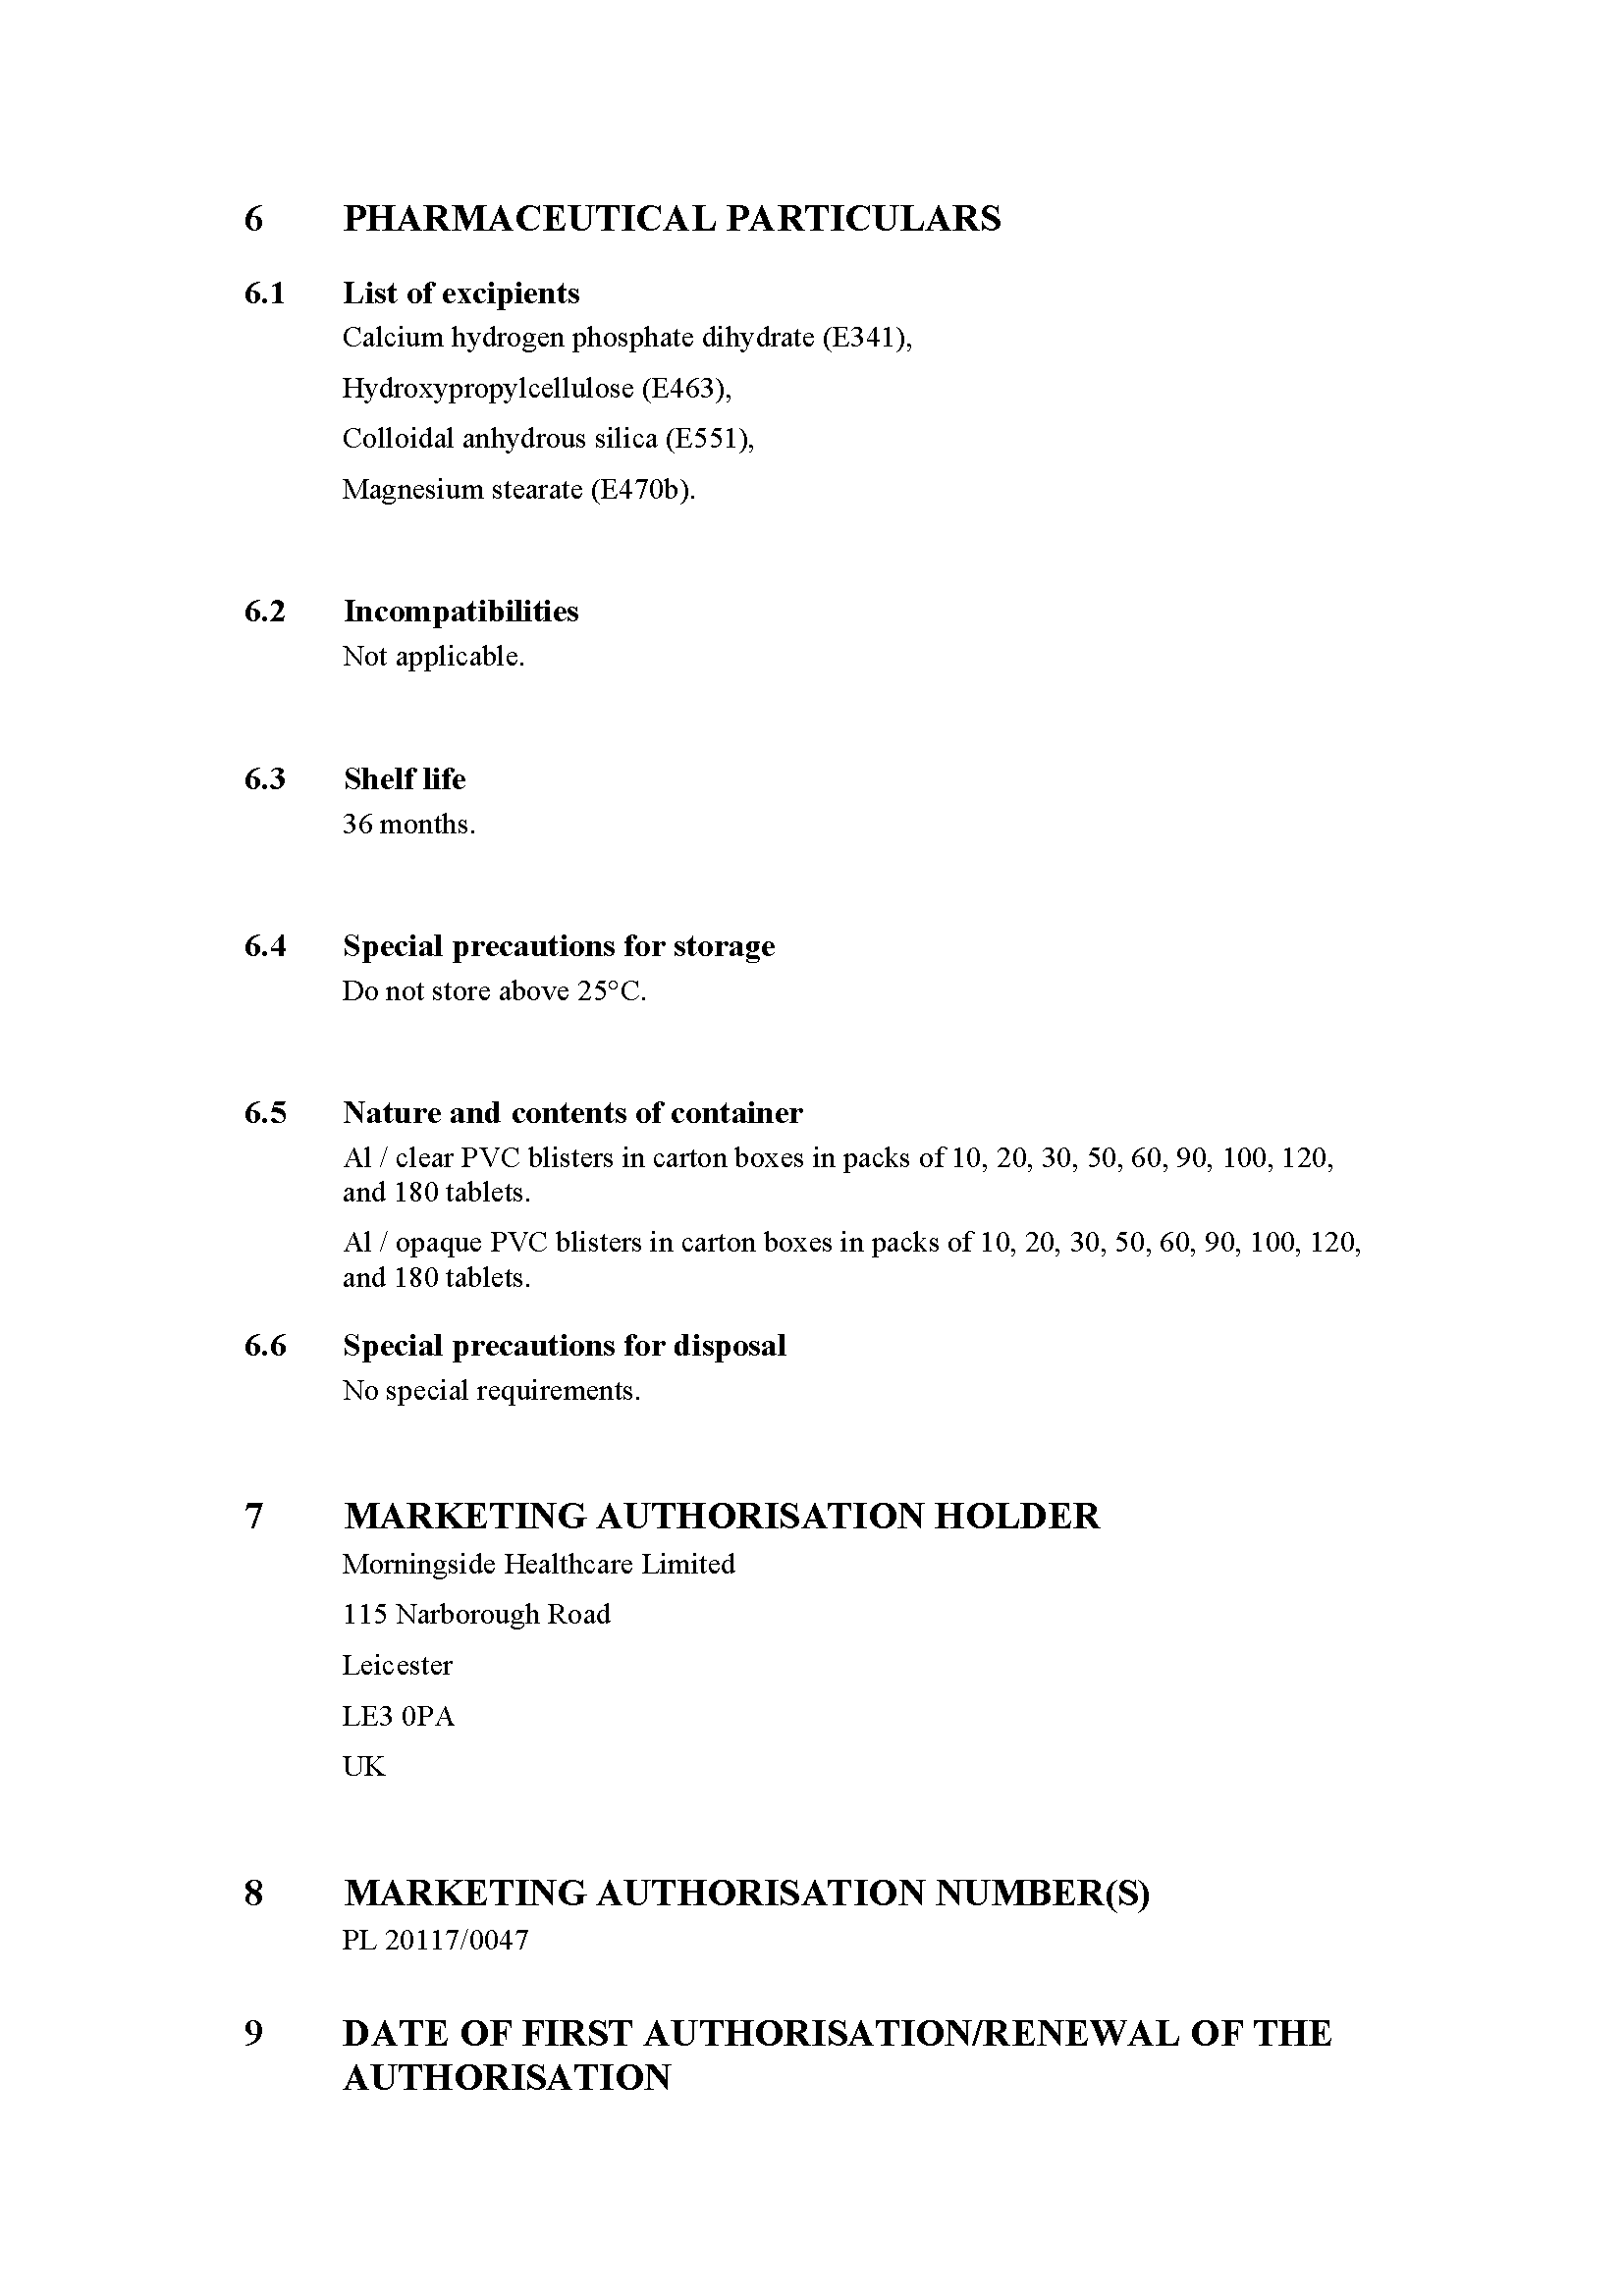 6 PHARMACEUTICAL PARTICULARS
6.1 List of excipients
Calcium hydrogen phosphate dihydrate (E341),
Hydroxypropylcellulose (E463),
Colloidal anhydrous silica (E551),
Magnesium stearate (E470b).
6.2 Incompatibilities
Not applicable.
6.3 Shelf life
36 months.
6.4 Special precautions for storage
Do not store above 25°C.
6.5 Nature and contents of container
Al / clear PVC blisters in carton boxes in packs of 10, 20, 30, 50, 60, 90, 100, 120,
and 180 tablets.
Al / opaque PVC blisters in carton boxes in packs of 10, 20, 30, 50, 60, 90, 100, 120,
and 180 tablets.
6.6 Special precautions for disposal
No special requirements.
7 MARKETING AUTHORISATION HOLDER
Morningside Healthcare Limited
115 Narborough Road
Leicester
LE3 0PA
UK
8 MARKETING AUTHORISATION NUMBER(S)
PL 20117/0047
9 DATE OF FIRST AUTHORISATION/RENEWAL OF THE
AUTHORISATION